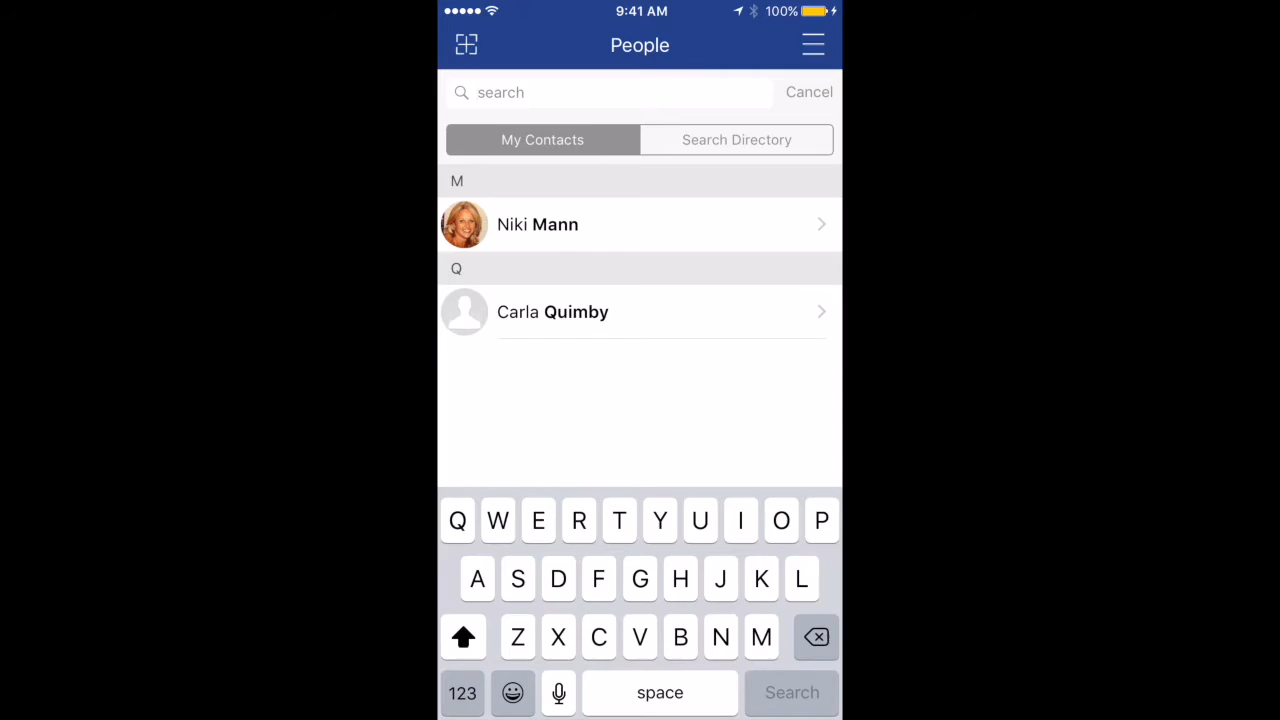 9:41 AM 100%
People
search Cancel
My Contacts Search Directory
M
Niki Mann
Q
Carla Quimby
Q W E R T Y U I O P
A S D F G H J K L
Z X C V B N M
123 space Search